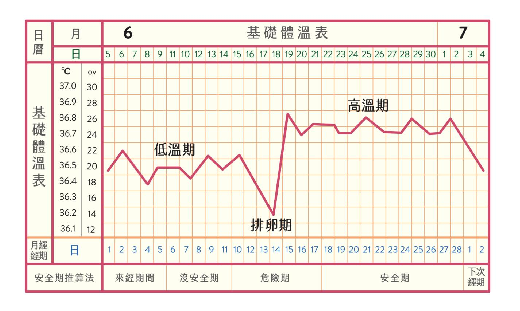 日曆 月 6 基礎體溫表 7
日 5 6 7 8 9 11 10 12 13 14 15 16 17 18 19 20 21 22 23 24 25 26 27 28 29 30 1 2 3 4
℃ ov
37.0 30
36.9 28
36.8 26
36.7 24
36.6 22
36.5 20
36.4 18
36.3 16
36.2 14
36.1 12
基礎體溫表
高溫期
低溫期
排卵期
月經經期 日 1 2 3 4 5 6 7 8 9 11 10 12 13 14 15 16 17 18 19 20 21 22 23 24 25 26 27 28 1 2
安全期推算法 來經期間 沒安全期 危險期 安全期 下次經期